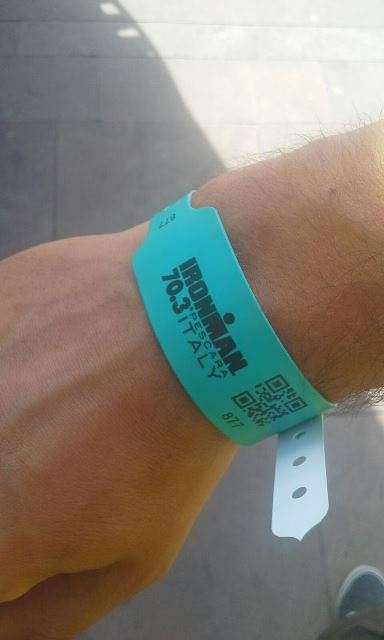 877
IRONMAN
70.3
PESCARA
ITALY
877